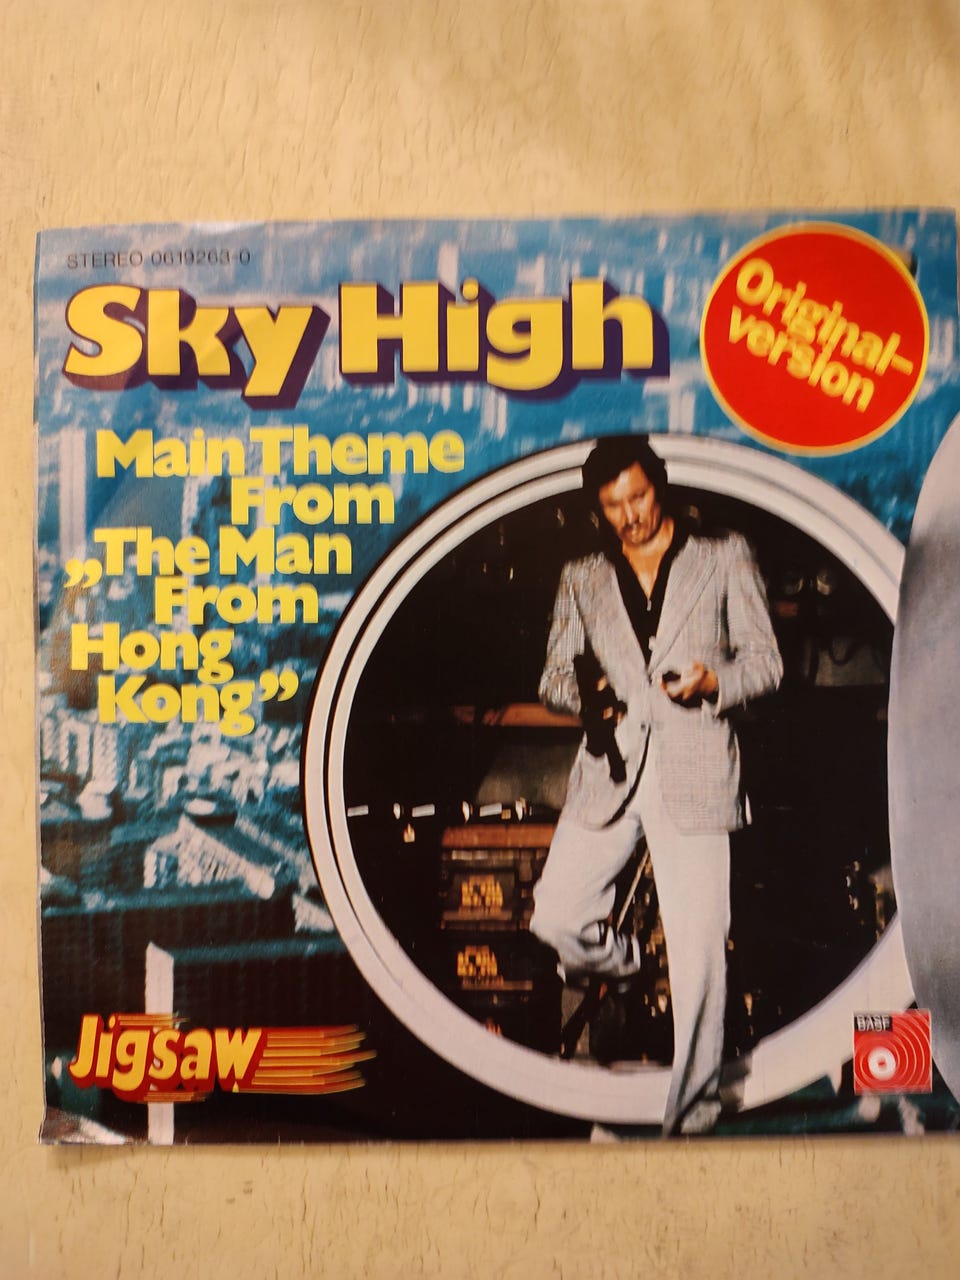 STEREO 0619263-0
Sky High
Original-
version
Main Theme
From
„The Man
From
Hong
Kong”
Jigsaw
BASF